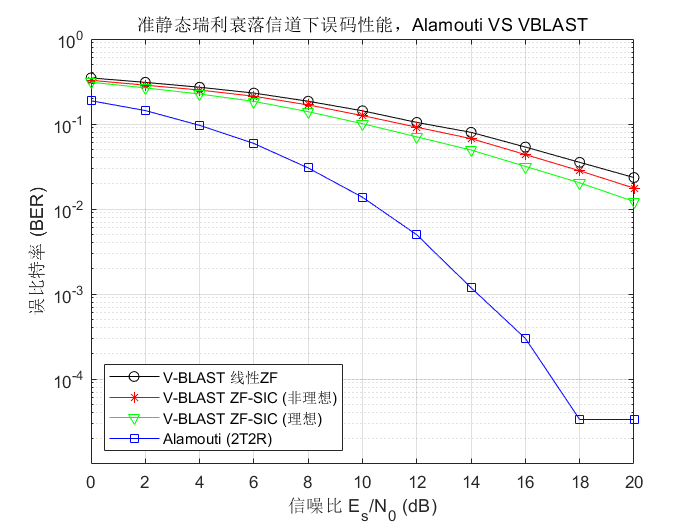 准静态瑞利衰落信道下误码性能，Alamouti VS VBLAST
误比特率 (BER)
10^0
10^-1
10^-2
10^-3
10^-4
V-BLAST 线性ZF
V-BLAST ZF-SIC (非理想)
V-BLAST ZF-SIC (理想)
Alamouti (2T2R)
0 2 4 6 8 10 12 14 16 18 20
信噪比 E_s/N_0 (dB)